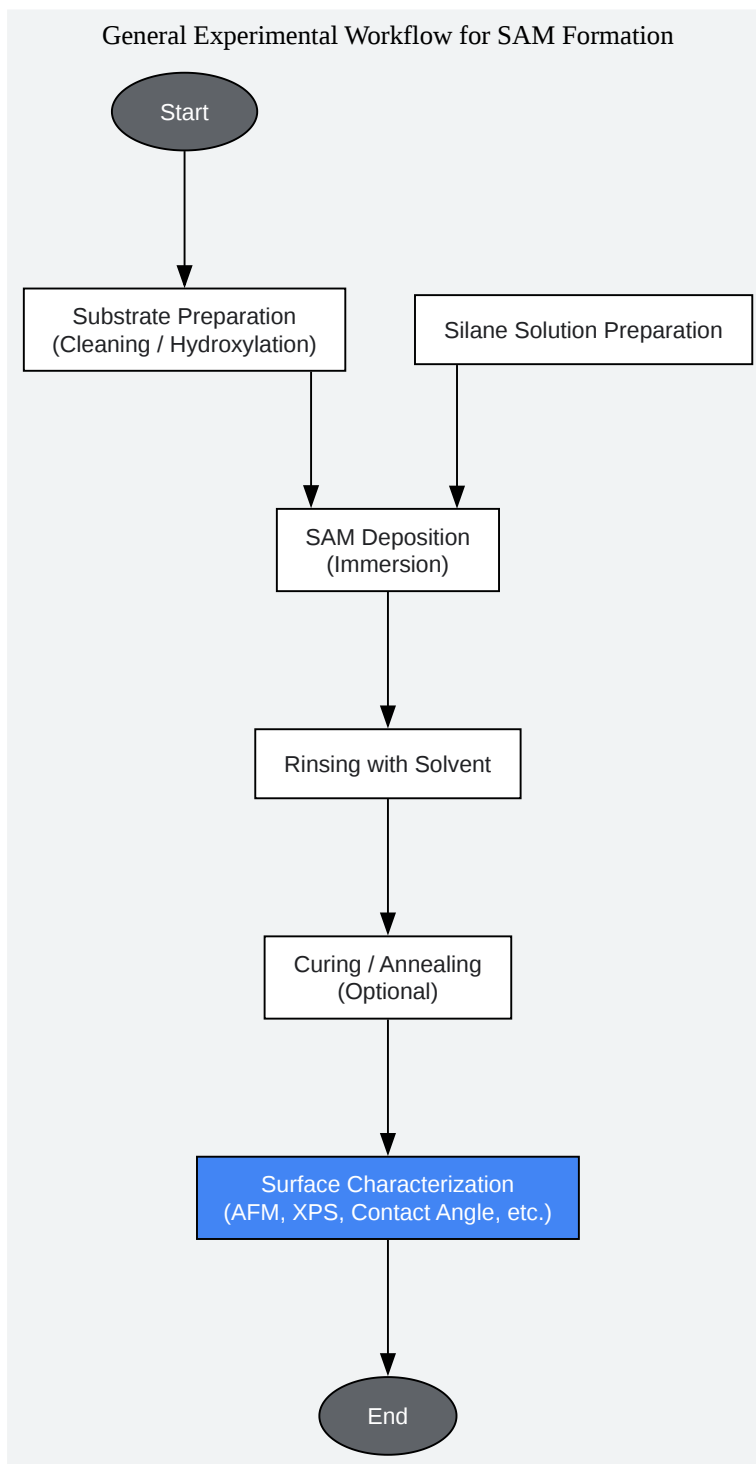 General Experimental Workflow for SAM Formation
Start
Substrate Preparation
(Cleaning / Hydroxylation)
Silane Solution Preparation
SAM Deposition
(Immersion)
Rinsing with Solvent
Curing / Annealing
(Optional)
Surface Characterization
(AFM, XPS, Contact Angle, etc.)
End